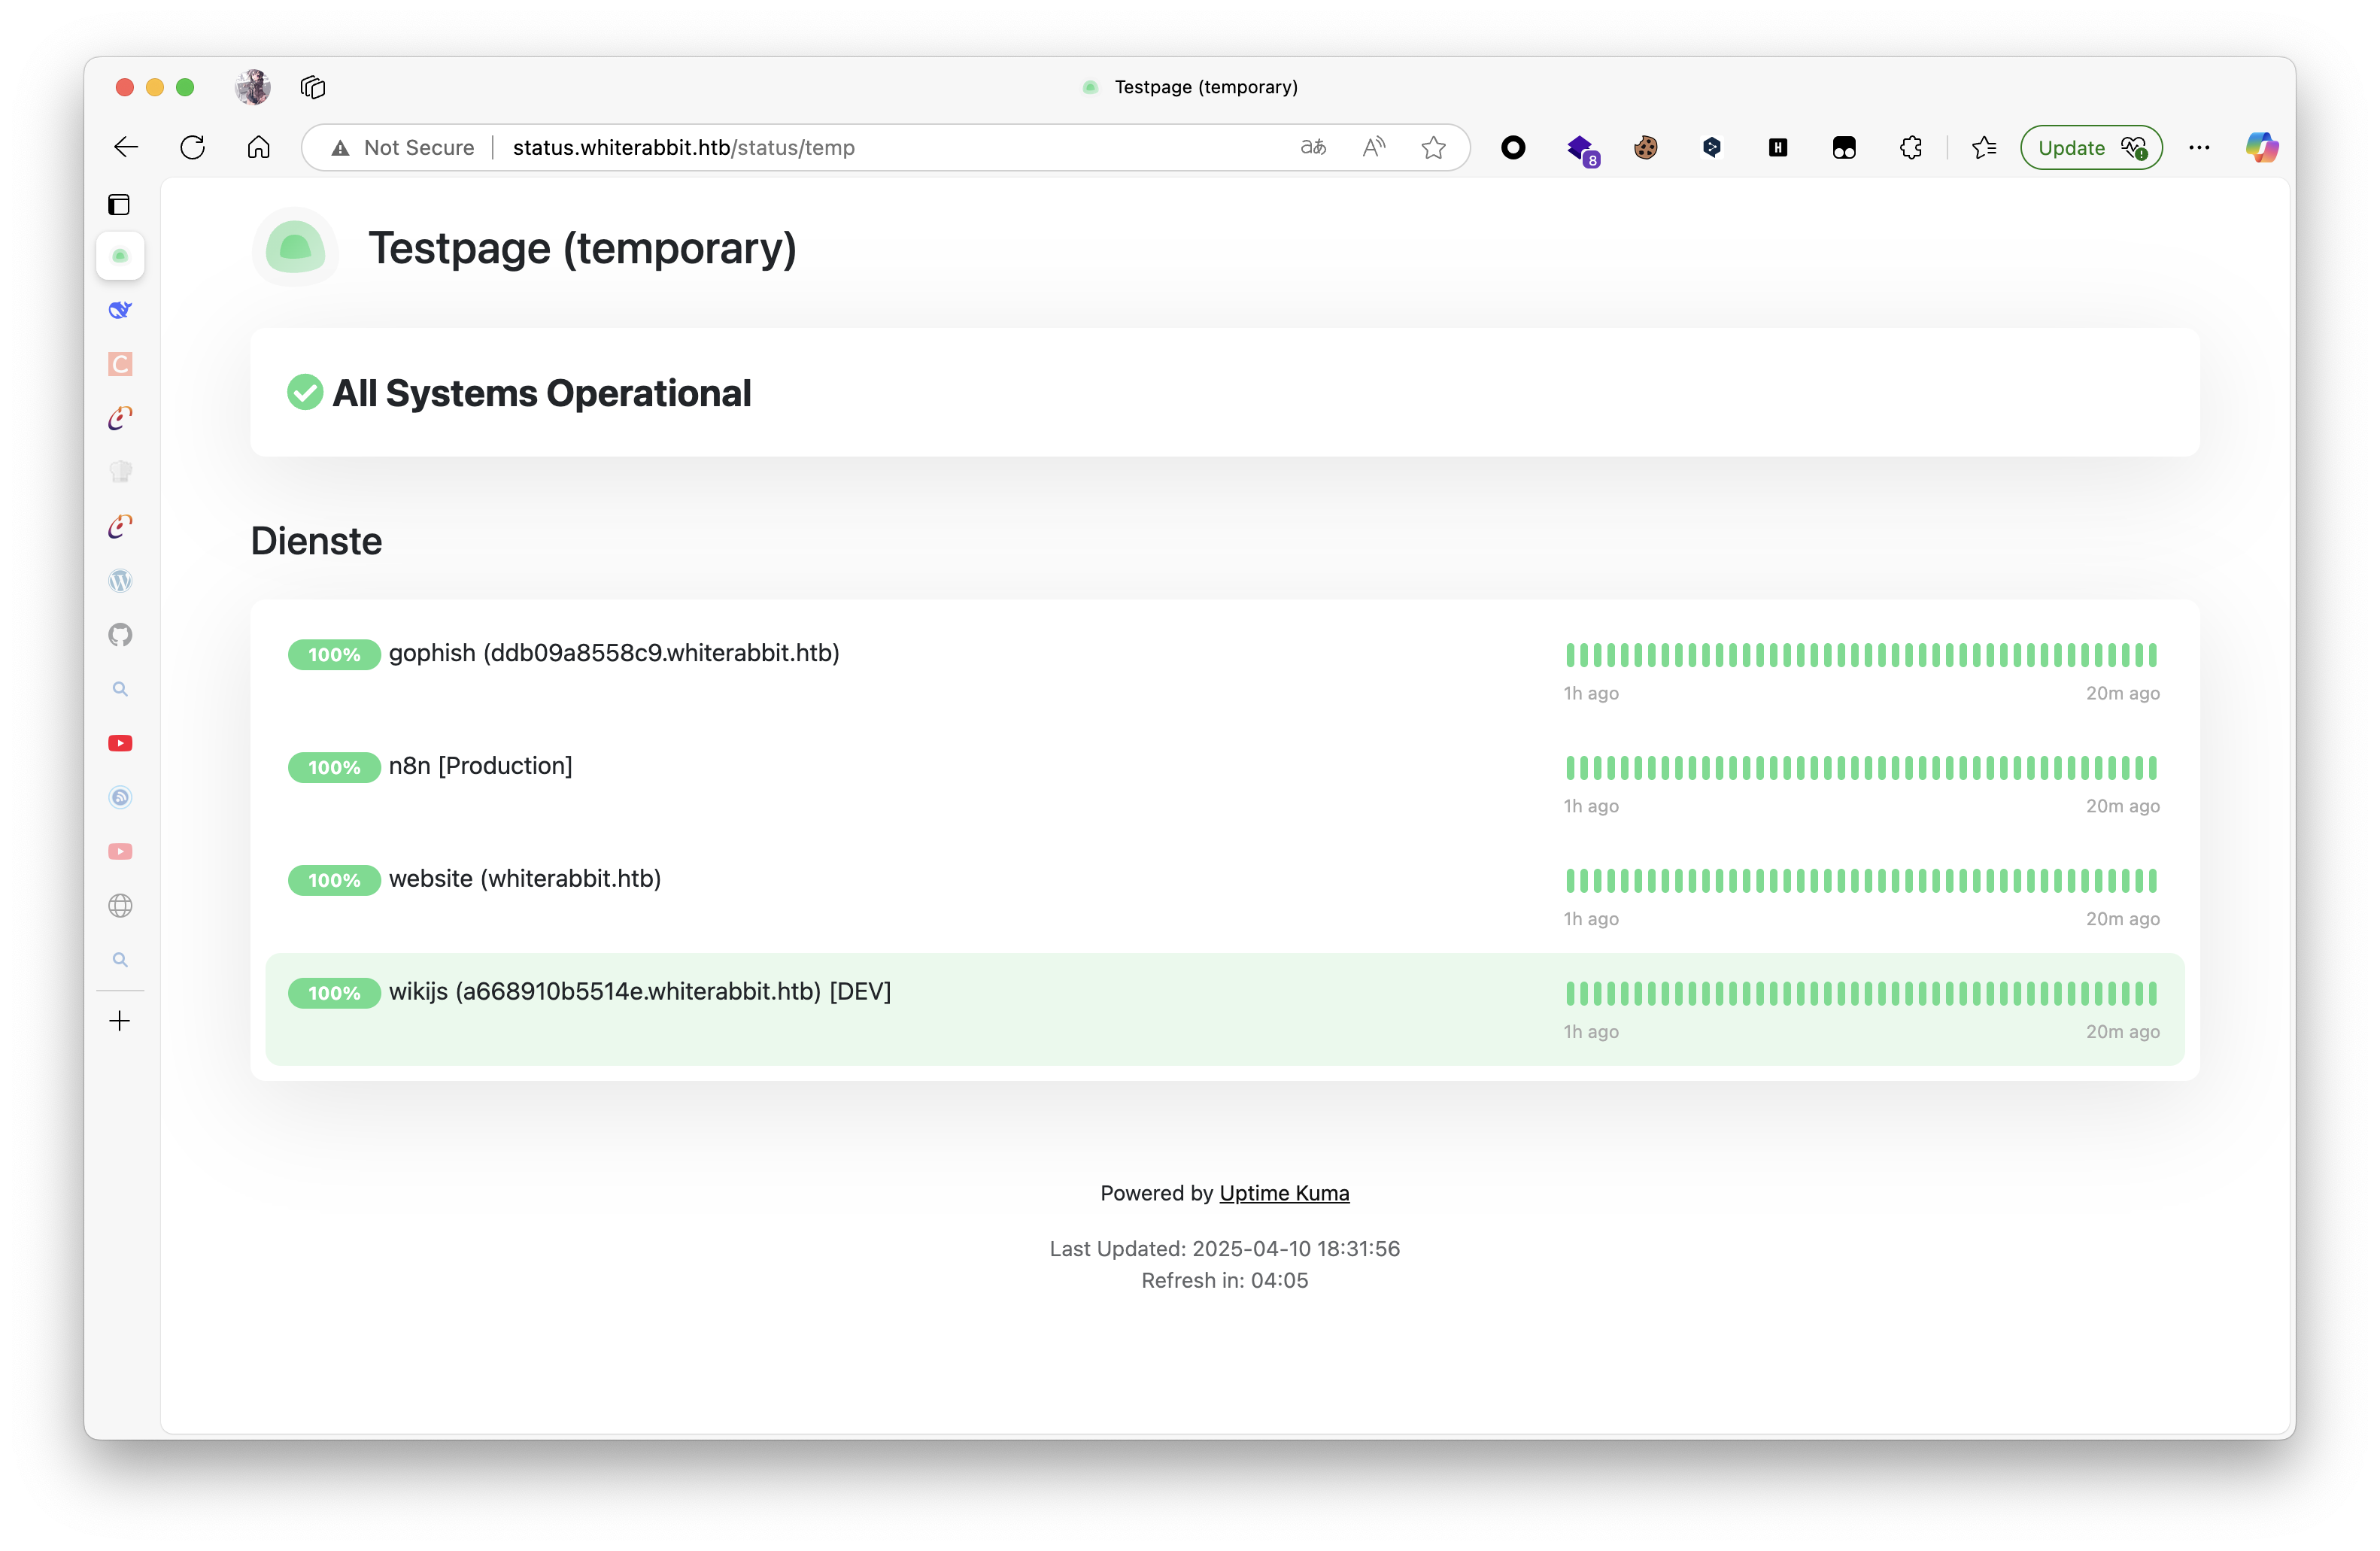 Testpage (temporary)
Not Secure status.whiterabbit.htb/status/temp aあ A 8 H Update
Testpage (temporary)
All Systems Operational
Dienste
100% gophish (ddb09a8558c9.whiterabbit.htb)
1h ago 20m ago
100% n8n [Production]
1h ago 20m ago
100% website (whiterabbit.htb)
1h ago 20m ago
100% wikijs (a668910b5514e.whiterabbit.htb) [DEV]
1h ago 20m ago
Powered by Uptime Kuma
Last Updated: 2025-04-10 18:31:56
Refresh in: 04:05